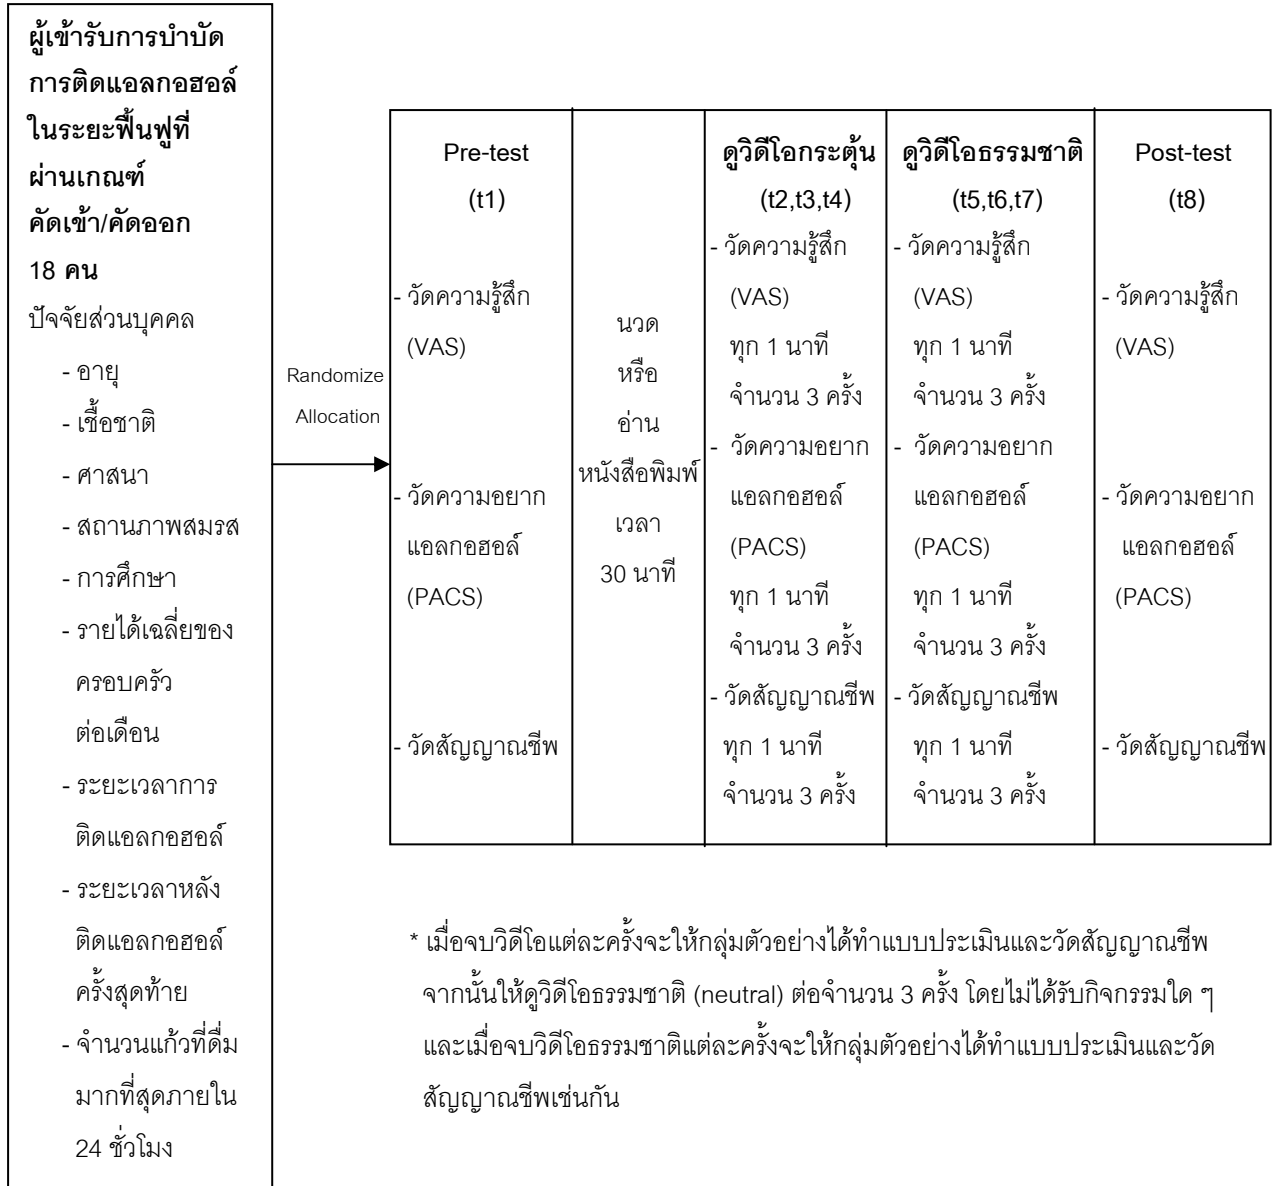 ผู้เข้ารับการบำบัด
การติดแอลกอฮอล์
ในระยะฟื้นฟูที่
ผ่านเกณฑ์
คัดเข้า/คัดออก
18 คน
ปัจจัยส่วนบุคคล
- อายุ
- เชื้อชาติ
- ศาสนา
- สถานภาพสมรส
- การศึกษา
- รายได้เฉลี่ยของ
ครอบครัว
ต่อเดือน
- ระยะเวลาการ
ติดแอลกอฮอล์
- ระยะเวลาหลัง
ติดแอลกอฮอล์
ครั้งสุดท้าย
- จำนวนแก้วที่ดื่ม
มากที่สุดภายใน
24 ชั่วโมง
Randomize
Allocation
Pre-test
(t1)
- วัดความรู้สึก
(VAS)
- วัดความอยาก
แอลกอฮอล์
(PACS)
- วัดสัญญาณชีพ
นวด
หรือ
อ่าน
หนังสือพิมพ์
เวลา
30 นาที
ดูวิดีโอกระตุ้น
(t2,t3,t4)
- วัดความรู้สึก
(VAS)
ทุก 1 นาที
จำนวน 3 ครั้ง
- วัดความอยาก
แอลกอฮอล์
(PACS)
ทุก 1 นาที
จำนวน 3 ครั้ง
- วัดสัญญาณชีพ
ทุก 1 นาที
จำนวน 3 ครั้ง
ดูวิดีโอธรรมชาติ
(t5,t6,t7)
- วัดความรู้สึก
(VAS)
ทุก 1 นาที
จำนวน 3 ครั้ง
- วัดความอยาก
แอลกอฮอล์
(PACS)
ทุก 1 นาที
จำนวน 3 ครั้ง
- วัดสัญญาณชีพ
ทุก 1 นาที
จำนวน 3 ครั้ง
Post-test
(t8)
- วัดความรู้สึก
(VAS)
- วัดความอยาก
แอลกอฮอล์
(PACS)
- วัดสัญญาณชีพ
* เมื่อจบวิดีโอแต่ละครั้งจะให้กลุ่มตัวอย่างได้ทำแบบประเมินและวัดสัญญาณชีพ
จากนั้นให้ดูวิดีโอธรรมชาติ (neutral) ต่อจำนวน 3 ครั้ง โดยไม่ได้รับกิจกรรมใด ๆ
และเมื่อจบวิดีโอธรรมชาติแต่ละครั้งจะให้กลุ่มตัวอย่างได้ทำแบบประเมินและวัด
สัญญาณชีพเช่นกัน